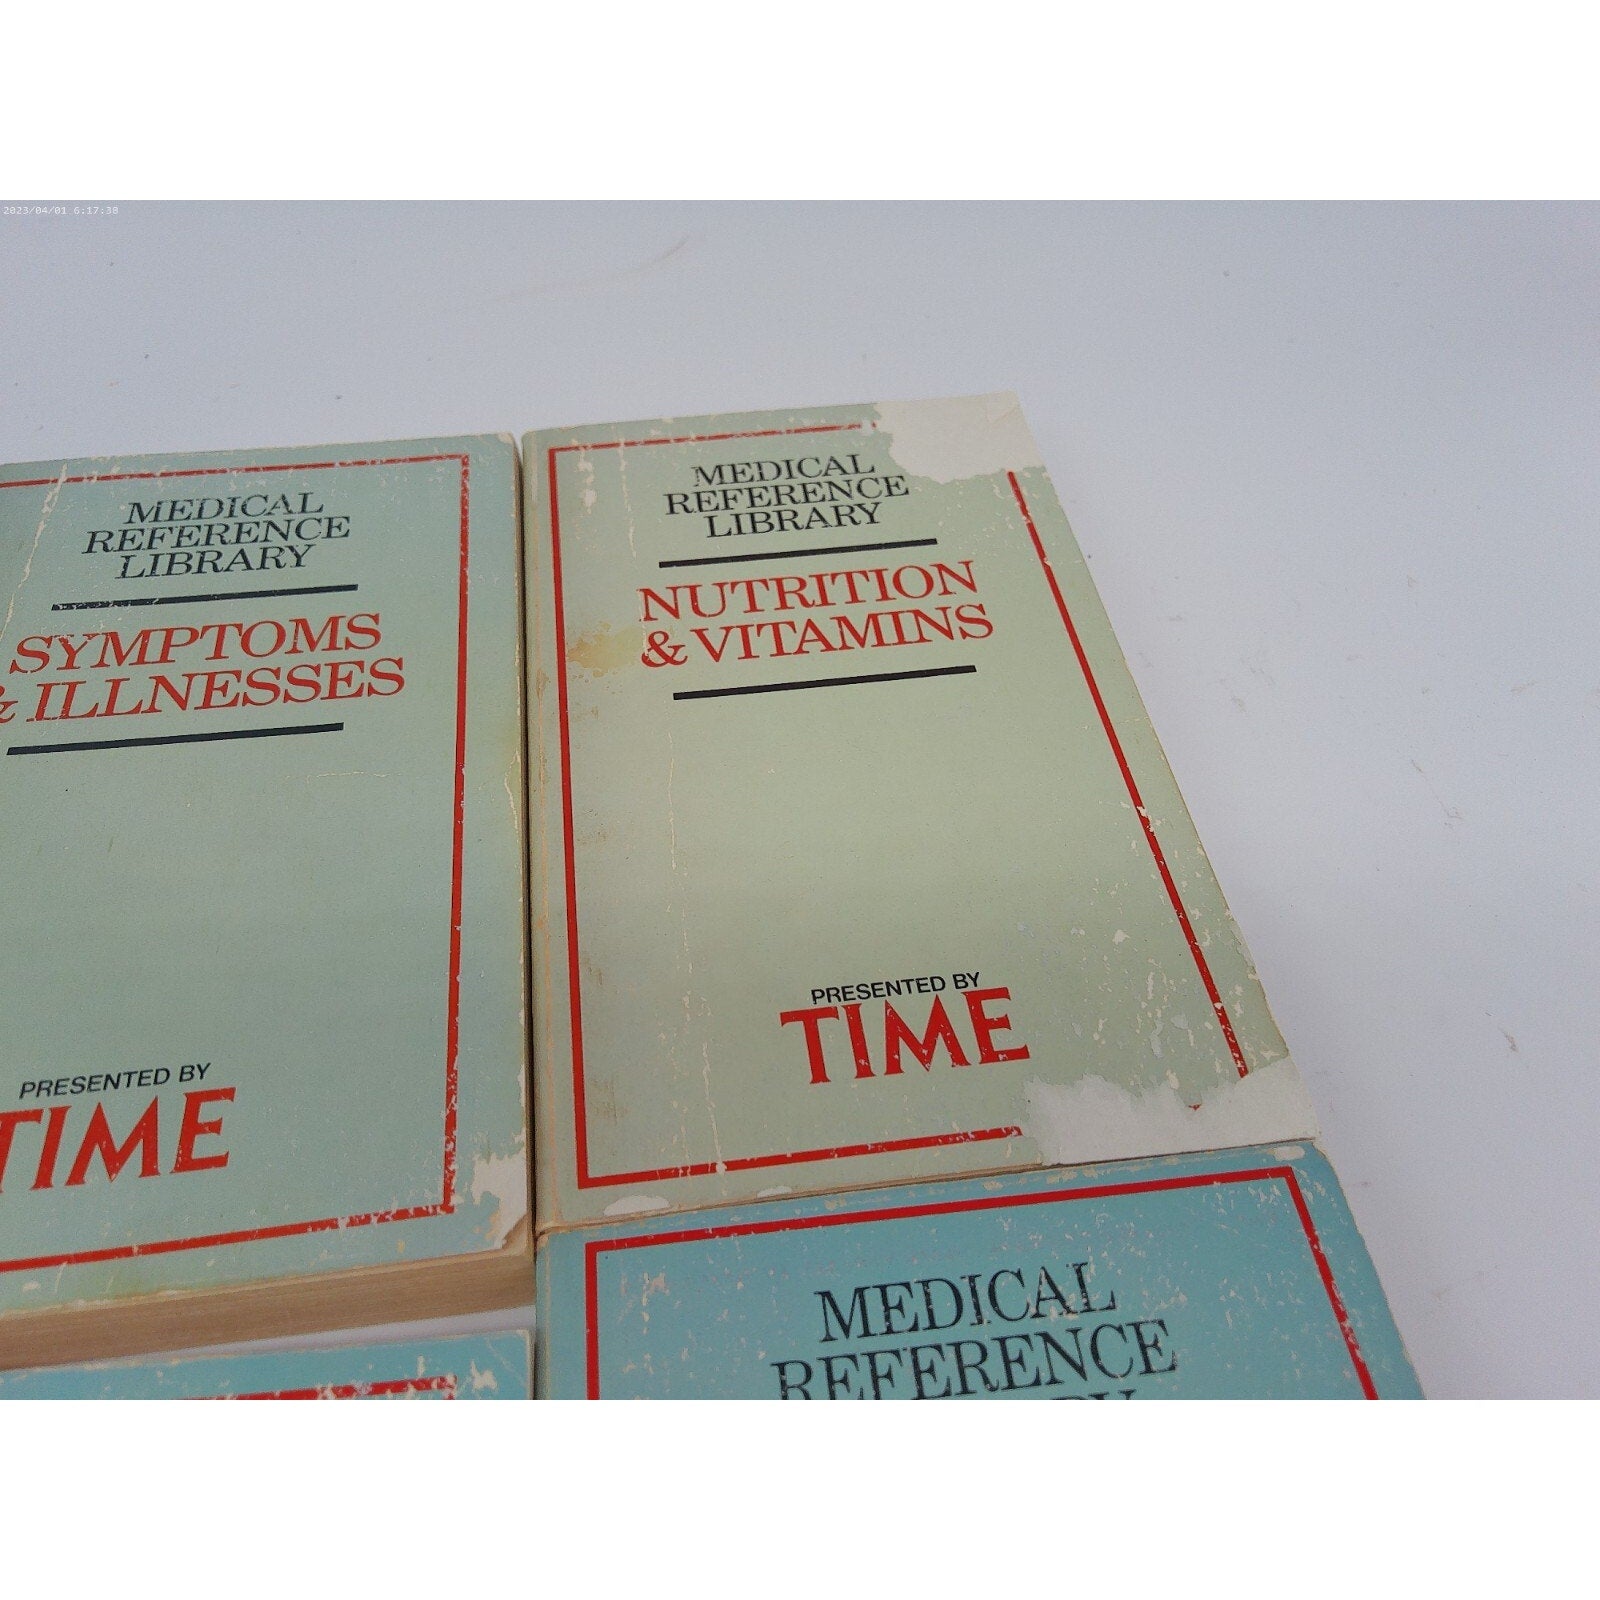 2023/04/01 6:17:38
MEDICAL
REFERENCE
LIBRARY
SYMPTOMS
& ILLNESSES
PRESENTED BY
TIME
MEDICAL
REFERENCE
LIBRARY
NUTRITION
& VITAMINS
PRESENTED BY
TIME
MEDICAL
REFERENCE